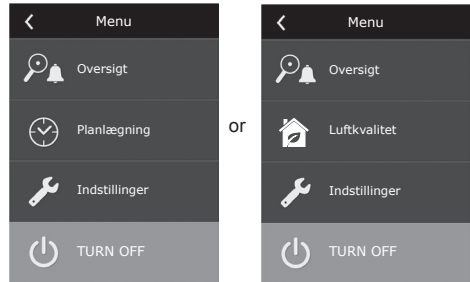 Menu
Oversigt
Planlægning
Indstillinger
TURN OFF
or
Menu
Oversigt
Luftkvalitet
Indstillinger
TURN OFF